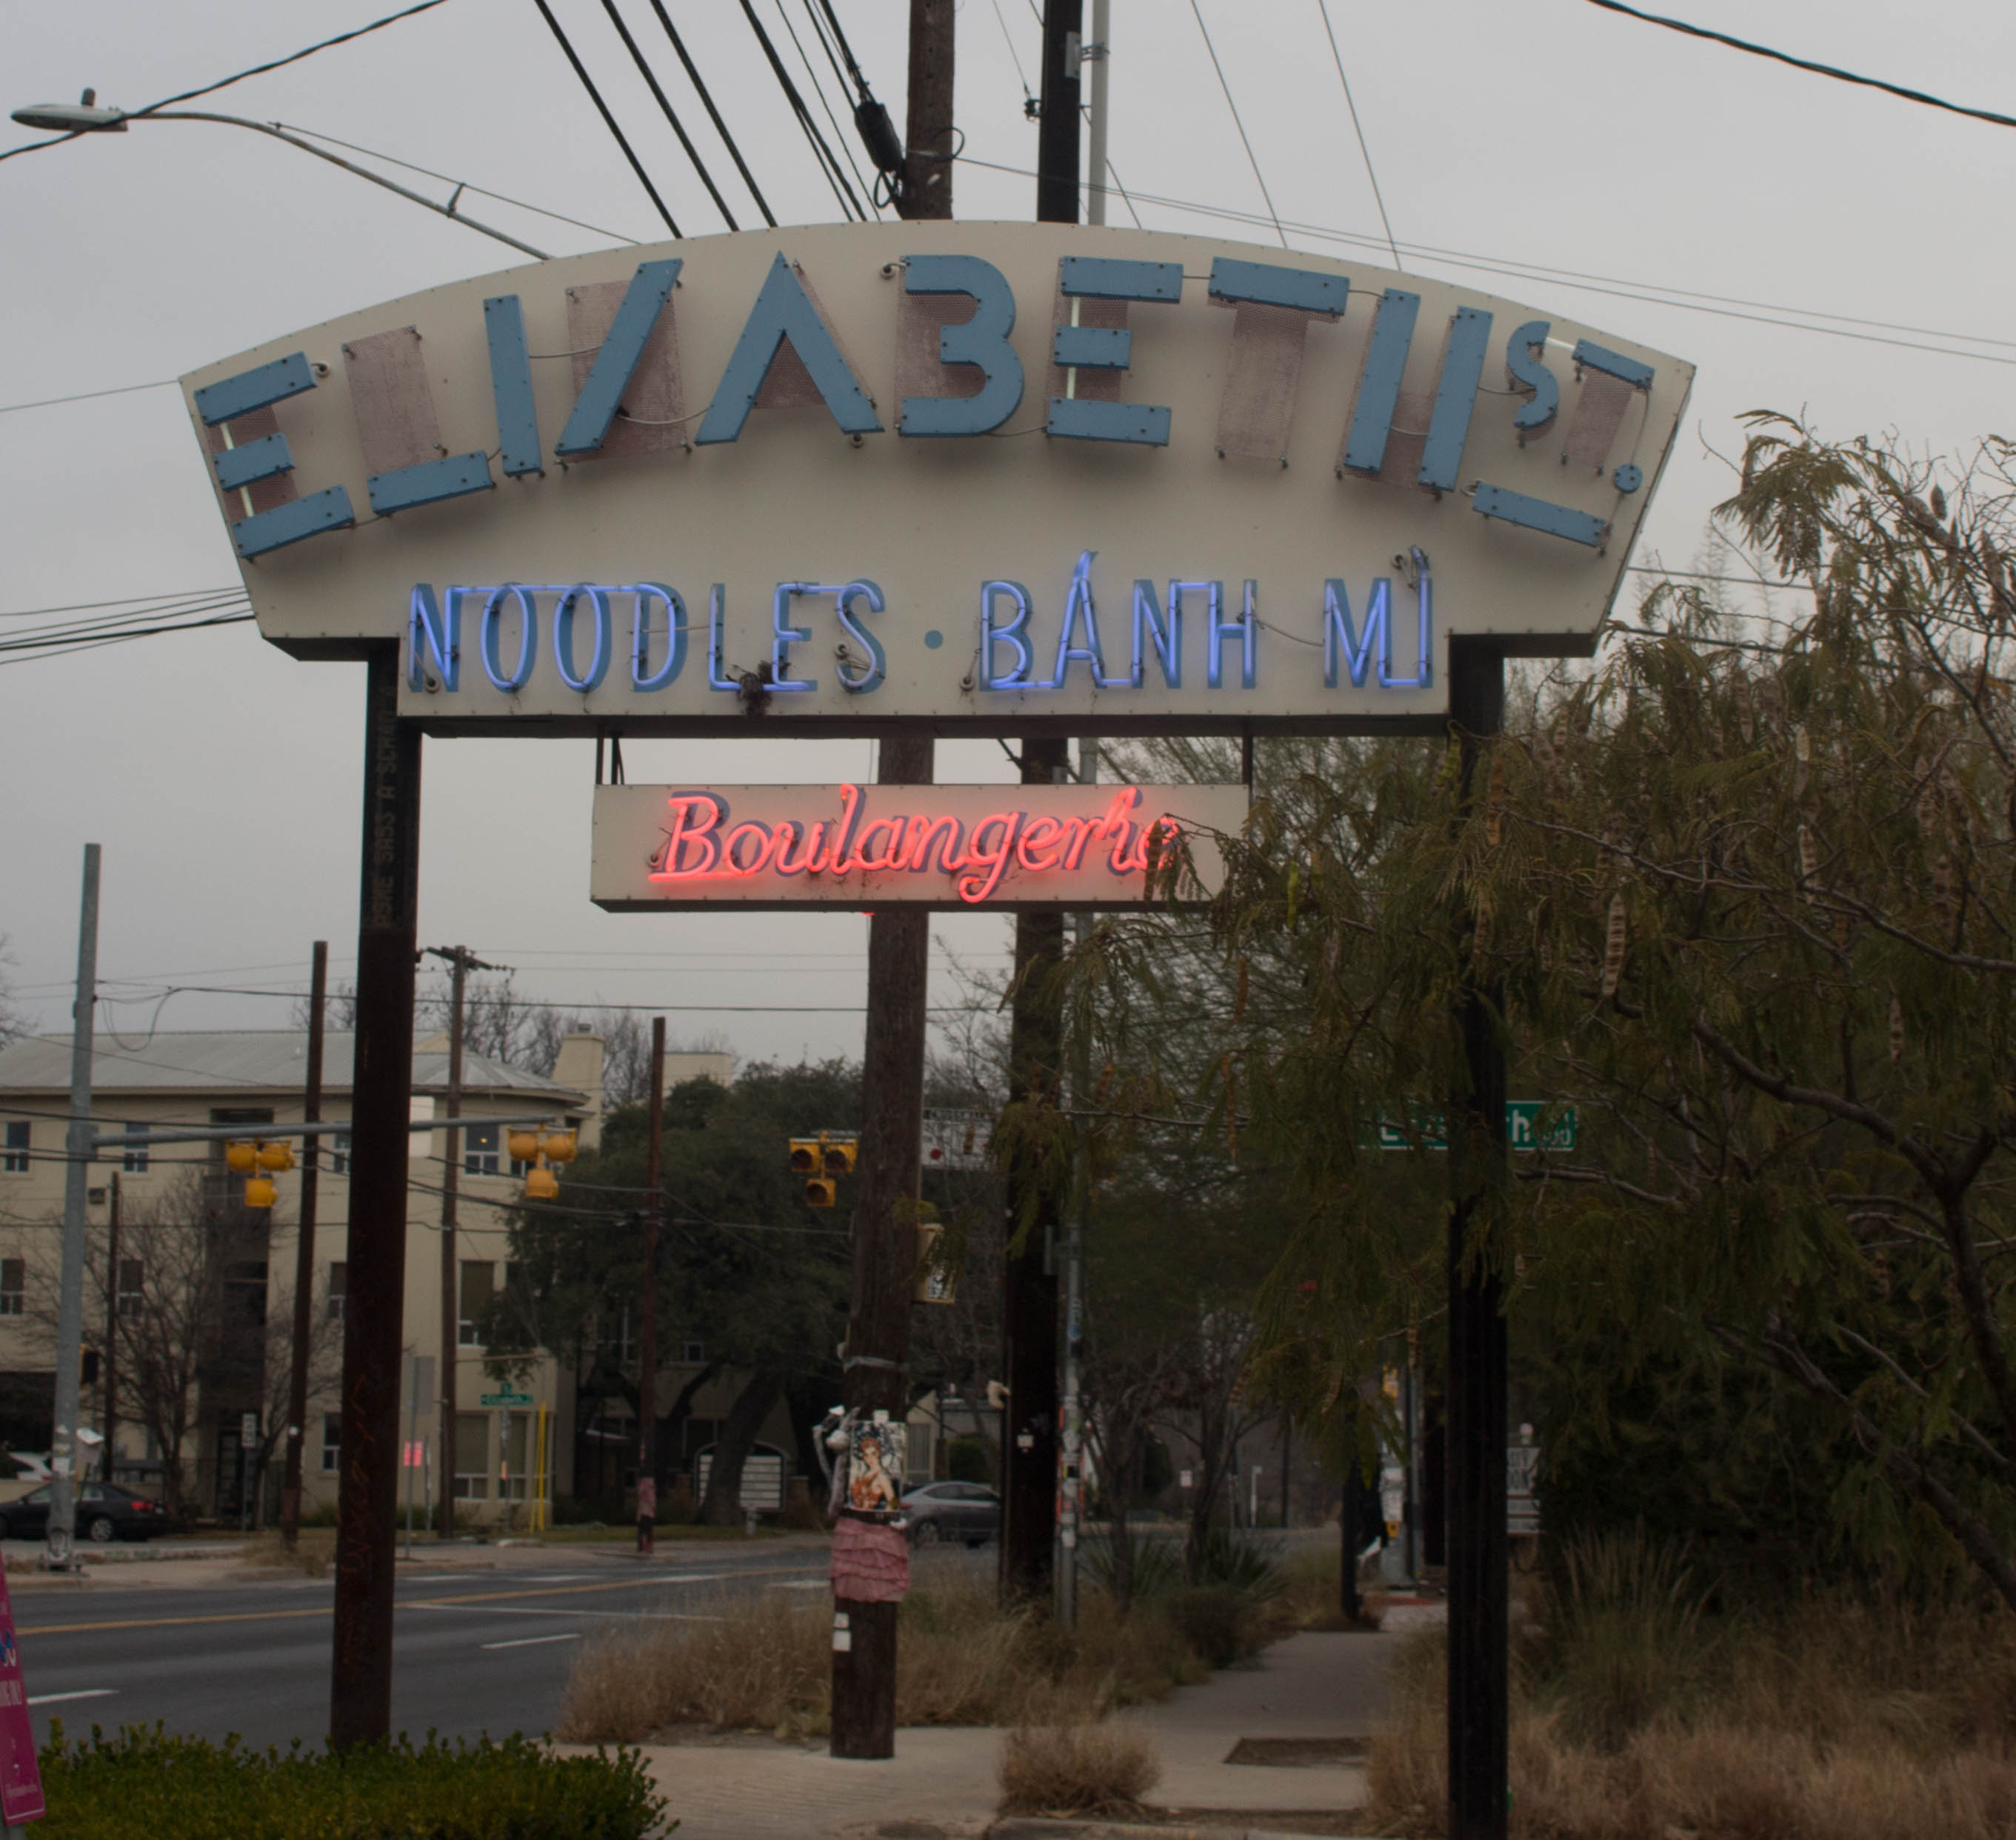 ELIZABETH ST.
NOODLES · BÁNH MÌ
Boulangerie